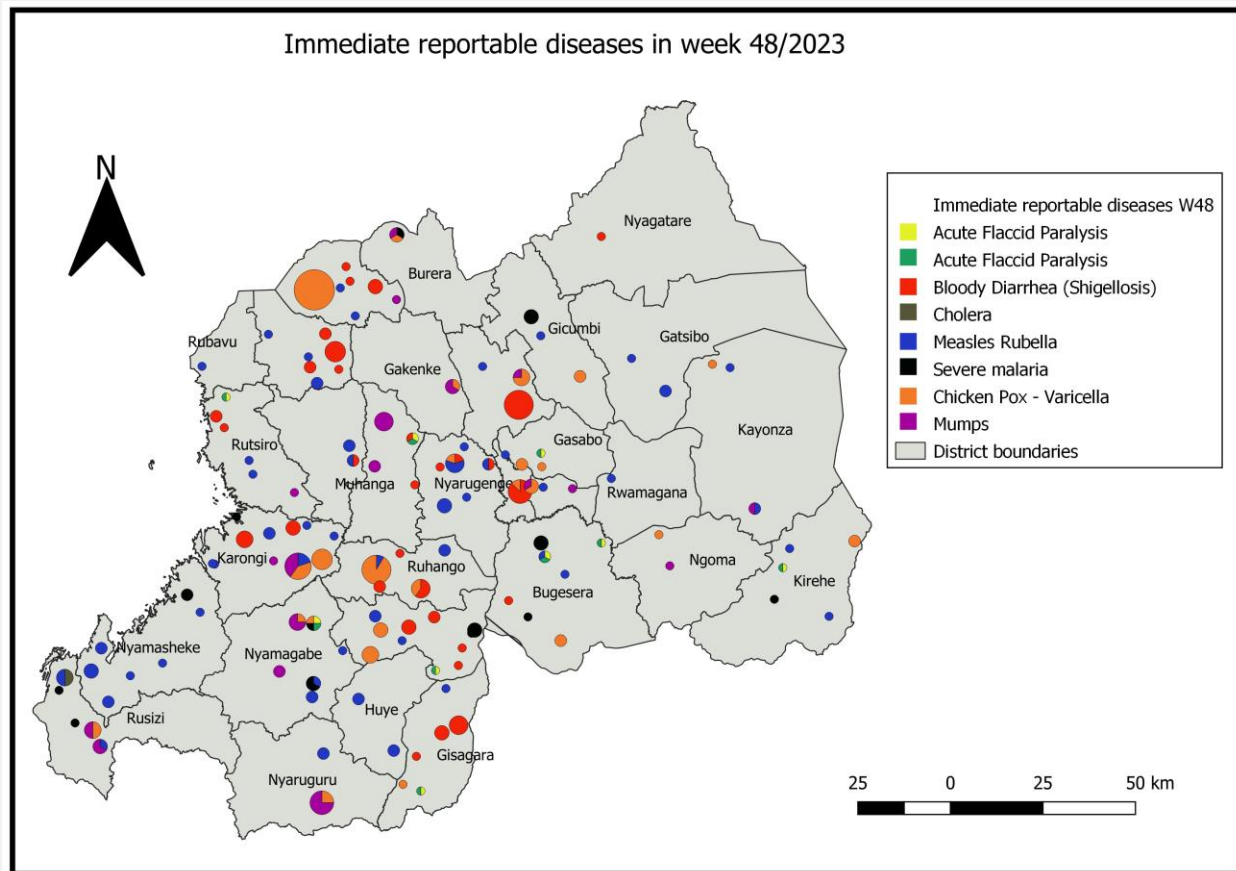 Immediate reportable diseases in week 48/2023
N
Immediate reportable diseases W48
Acute Flaccid Paralysis
Acute Flaccid Paralysis
Bloody Diarrhea (Shigellosis)
Cholera
Measles Rubella
Severe malaria
Chicken Pox - Varicella
Mumps
District boundaries
Nyagatare
Burera
Gicumbi
Gatsibo
Rubavu
Gakenke
Kayonza
Rutsiro
Gasabo
Muhanga
Nyarugenge
Rwamagana
Karongi
Ruhango
Ngoma
Kirehe
Bugesera
Nyamasheke
Nyamagabe
Huye
Rusizi
Gisagara
Nyaruguru
25 0 25 50 km